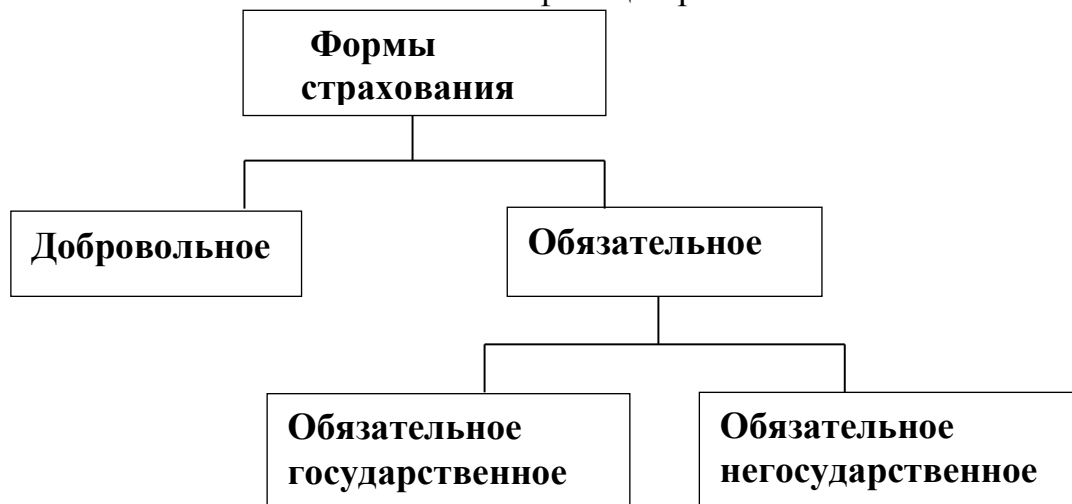 Формы
страхования
Добровольное
Обязательное
Обязательное
государственное
Обязательное
негосударственное